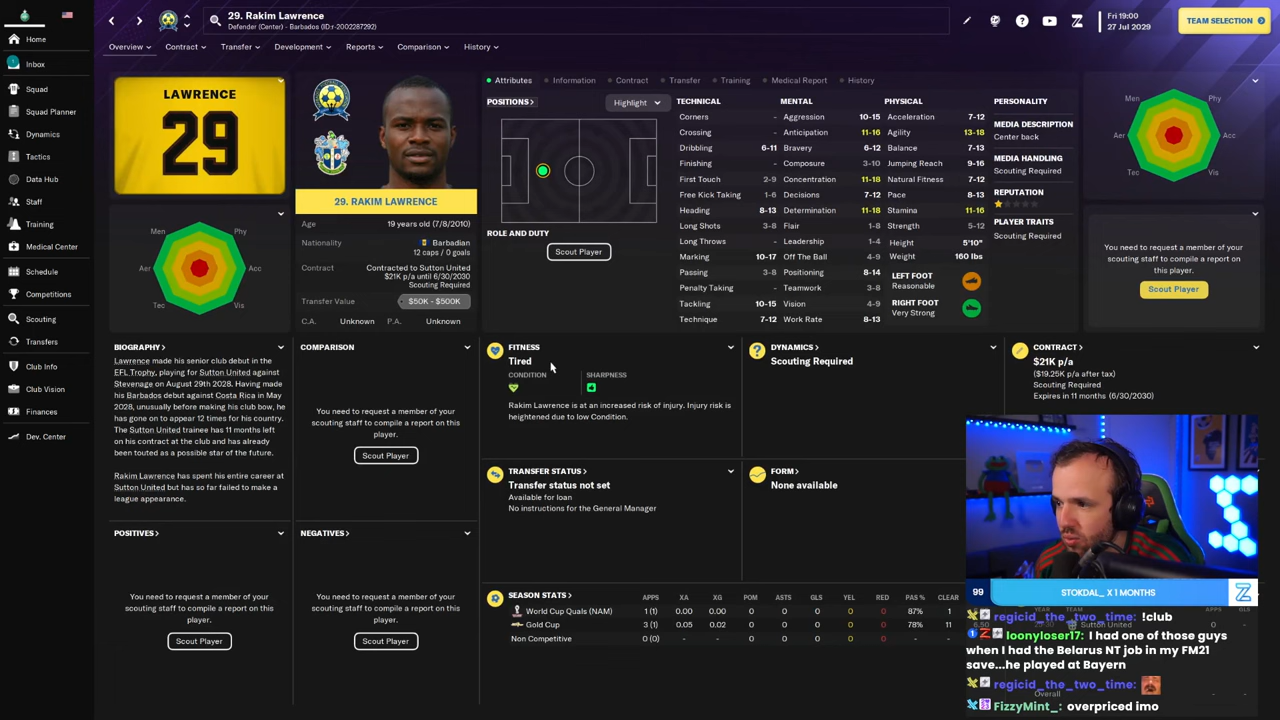 29. Rakim Lawrence
Defender (Center) - Barbados (ID:r-2002287292)
Fri 19:00
27 Jul 2029
TEAM SELECTION
Overview
Contract
Transfer
Development
Reports
Comparison
History
Home
Inbox
Squad
Squad Planner
Dynamics
Tactics
Data Hub
Staff
Training
Medical Center
Schedule
Competitions
Scouting
Transfers
Club Info
Club Vision
Finances
Dev. Center
LAWRENCE
29
Men
Phy
Aer
Acc
Tec
Vis
29. RAKIM LAWRENCE
Age 19 years old (7/8/2010)
Nationality Barbadian
12 caps / 0 goals
Contract Contracted to Sutton United
$21K p/a until 6/30/2030
Scouting Required
Transfer Value $50K - $500K
C.A. Unknown P.A. Unknown
Attributes
Information
Contract
Transfer
Training
Medical Report
History
POSITIONS >
Highlight
ROLE AND DUTY
Scout Player
TECHNICAL
Corners -
Crossing -
Dribbling 6-11
Finishing -
First Touch 2-9
Free Kick Taking 1-6
Heading 8-13
Long Shots 3-8
Long Throws -
Marking 10-17
Passing 3-8
Penalty Taking -
Tackling 10-15
Technique 7-12
MENTAL
Aggression 10-15
Anticipation 11-16
Bravery 6-12
Composure 3-10
Concentration 11-18
Decisions 7-12
Determination 11-18
Flair 1-8
Leadership 1-4
Off The Ball 4-9
Positioning 8-14
Teamwork 3-8
Vision 4-9
Work Rate 8-13
PHYSICAL
Acceleration 7-12
Agility 13-18
Balance 7-13
Jumping Reach 9-16
Natural Fitness 7-12
Pace 8-13
Stamina 11-16
Strength 5-12
Height 5'10"
Weight 160 lbs
LEFT FOOT
Reasonable
RIGHT FOOT
Very Strong
PERSONALITY
MEDIA DESCRIPTION
Center back
MEDIA HANDLING
Scouting Required
REPUTATION
PLAYER TRAITS
Scouting Required
Men
Phy
Aer
Acc
Tec
Vis
You need to request a member of your
scouting staff to compile a report on this
player.
Scout Player
BIOGRAPHY >
Lawrence made his senior club debut in the
EFL Trophy, playing for Sutton United against
Stevenage on August 29th 2028. Having made
his Barbados debut against Costa Rica in May
2028, unusually before making his club bow, he
has gone on to appear 12 times for his country.
The Sutton United trainee has 11 months left
on his contract at the club and has already
been touted as a possible star of the future.
Rakim Lawrence has spent his entire career at
Sutton United but has so far failed to make a
league appearance.
COMPARISON
You need to request a member of your
scouting staff to compile a report on this
player.
Scout Player
FITNESS
Tired
CONDITION
SHARPNESS
Rakim Lawrence is at an increased risk of injury. Injury risk is
heightened due to low Condition.
DYNAMICS >
Scouting Required
CONTRACT >
$21K p/a
($19.25K p/a after tax)
Scouting Required
Expires in 11 months (6/30/2030)
TRANSFER STATUS >
Transfer status not set
Available for loan
No instructions for the General Manager
FORM >
None available
POSITIVES >
You need to request a member of your
scouting staff to compile a report on this
player.
Scout Player
NEGATIVES >
You need to request a member of your
scouting staff to compile a report on this
player.
Scout Player
SEASON STATS >
APPS XA XG POM ASTS GLS YEL RED PAS % CLEAR
World Cup Quals (NAM) 1 (1) 0.00 0.00 0 0 0 0 0 87% 1
Gold Cup 3 (1) 0.05 0.02 0 0 0 0 0 78% 11
Non Competitive 0 (0) - - - - - - - - -
99
STOKDAL_ X 1 MONTHS
Sutton United
APPS
GLS
0
Overall
- -
regicid_the_two_time: !club
loonyloser17: I had one of those guys
when I had the Belarus NT job in my FM21
save...he played at Bayern
regicid_the_two_time:
FizzyMint_: overpriced imo